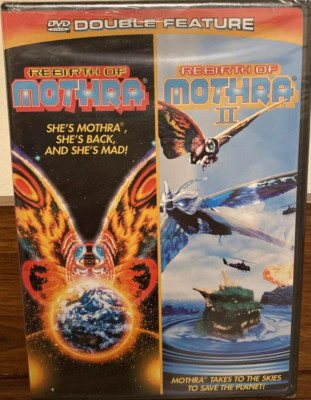 DVD DOUBLE FEATURE
REBIRTH OF
MOTHRA®
SHE'S MOTHRA®,
SHE'S BACK,
AND SHE'S MAD!
REBIRTH OF
MOTHRA®
II
MOTHRA® TAKES TO THE SKIES
TO SAVE THE PLANET!